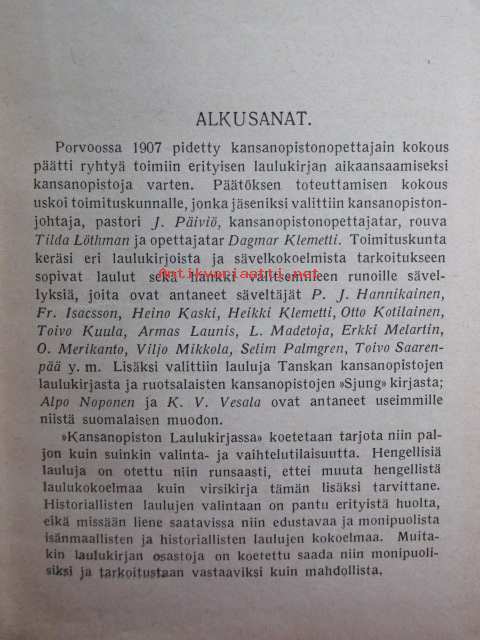 ALKUSANAT.
Porvoossa 1907 pidetty kansanopistonopettajain kokous
päätti ryhtyä toimiin erityisen laulukirjan aikaansaamiseksi
kansanopistoja varten. Päätöksen toteuttamisen kokous
uskoi toimituskunnalle, jonka jäseniksi valittiin kansanopiston-
johtaja, pastori J. Päiviö, kansanopistonopettajatar, rouva
Tilda Löthman ja opettajatar Dagmar Klemetti. Toimituskunta
keräsi eri laulukirjoista ja sävelkokoelmista tarkoitukseen
sopivat laulut sekä hankki valitsemilleen runoille sävel-
lyksiä, joita ovat antaneet säveltäjät P. J. Hannikainen,
Fr. Isacsson, Heino Kaski, Heikki Klemetti, Otto Kotilainen,
Toivo Kuula, Armas Launis, L. Madetoja, Erkki Melartin,
O. Merikanto, Viljo Mikkola, Selim Palmgren, Toivo Saaren-
pää y. m. Lisäksi valittiin lauluja Tanskan kansanopistojen
laulukirjasta ja ruotsalaisten kansanopistojen »Sjung» kirjasta;
Alpo Noponen ja K. V. Vesala ovat antaneet useimmille
niistä suomalaisen muodon.
»Kansanopiston Laulukirjassa» koetetaan tarjota niin pal-
jon kuin suinkin valinta- ja vaihtelutilaisuutta. Hengellisiä
lauluja on otettu niin runsaasti, ettei muuta hengellistä
laulukokoelmaa kuin virsikirja tämän lisäksi tarvittane.
Historiallisten laulujen valintaan on pantu erityistä huolta,
eikä missään liene saatavissa niin edustavaa ja monipuolista
isänmaallisten ja historiallisten laulujen kokoelmaa. Muita-
kin laulukirjan osastoja on koetettu saada niin monipuoli-
siksi ja tarkoitustaan vastaaviksi kuin mahdollista.
Antikvariaatti.net